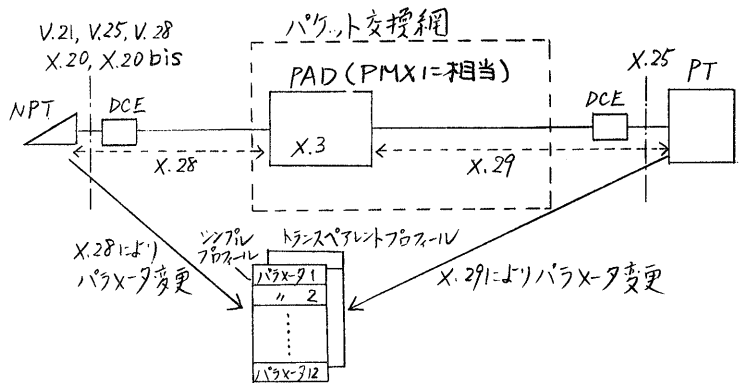 パケット交換網
V.21, V.25, V.28
X.20, X.20 bis
X.25
PT
PAD (PMXに相当)
NPT
DCE
DCE
X.3
X.28
X.29
シンプル
プロフィール
トランスペアレントプロフィール
X.28により
パラメータ変更
パラメータ1
〃 2
パラメータ12
X.29によりパラメータ変更